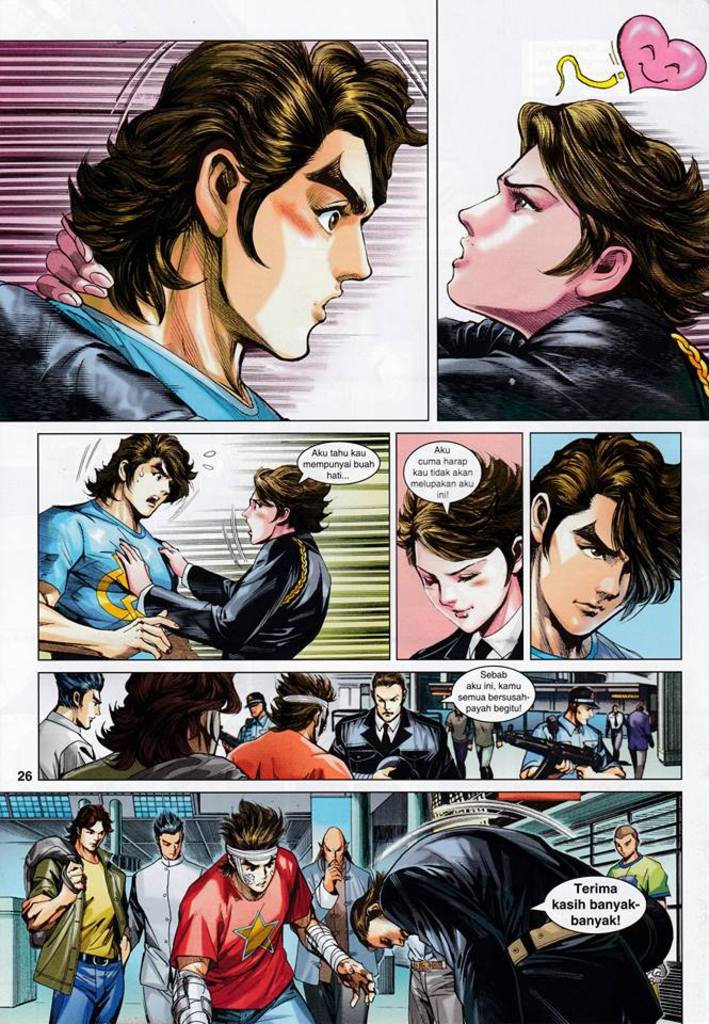 Aku tahu kau
mempunyai buah
hati...
Aku
cuma harap
kau tidak akan
melupakan aku
ini!
Sebab
aku ini, kamu
semua bersusah-
payah begitu!
26
Terima
kasih banyak-
banyak!